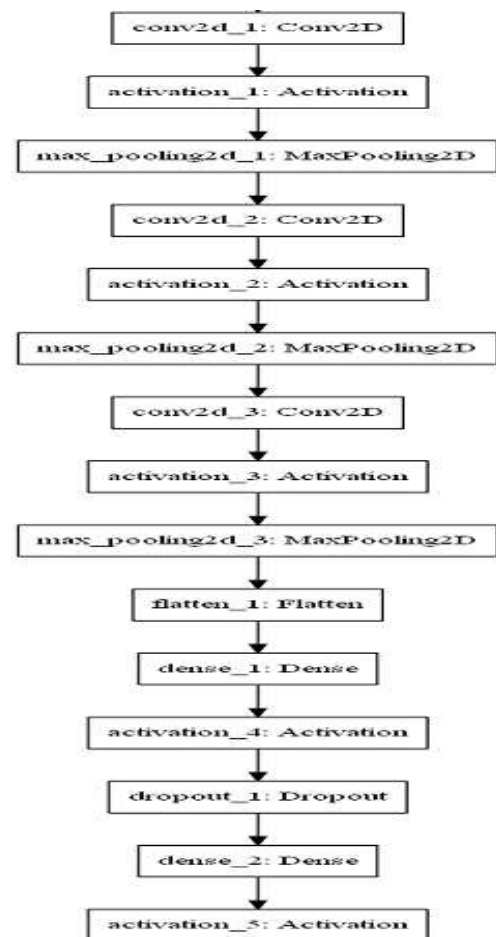 conv2d_1: Conv2D
activation_1: Activation
max_pooling2d_1: MaxPooling2D
conv2d_2: Conv2D
activation_2: Activation
max_pooling2d_2: MaxPooling2D
conv2d_3: Conv2D
activation_3: Activation
max_pooling2d_3: MaxPooling2D
flatten_1: Flatten
dense_1: Dense
activation_4: Activation
dropout_1: Dropout
dense_2: Dense
activation_5: Activation